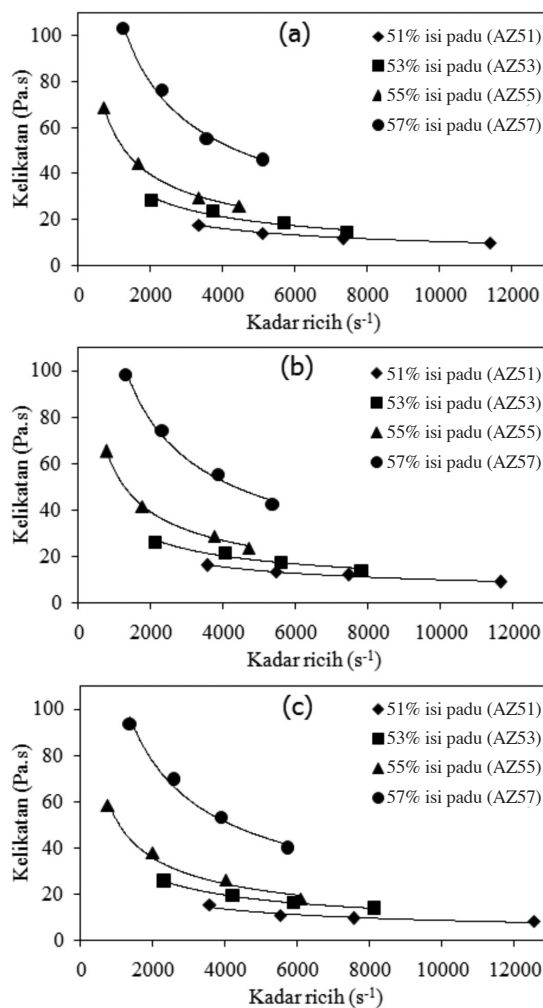 (a)
51% isi padu (AZ51)
53% isi padu (AZ53)
55% isi padu (AZ55)
57% isi padu (AZ57)
Kelikatan (Pa.s)
100
80
60
40
20
0
0 2000 4000 6000 8000 10000 12000
Kadar ricih (s⁻¹)
(b)
51% isi padu (AZ51)
53% isi padu (AZ53)
55% isi padu (AZ55)
57% isi padu (AZ57)
Kelikatan (Pa.s)
100
80
60
40
20
0
0 2000 4000 6000 8000 10000 12000
Kadar ricih (s⁻¹)
(c)
51% isi padu (AZ51)
53% isi padu (AZ53)
55% isi padu (AZ55)
57% isi padu (AZ57)
Kelikatan (Pa.s)
100
80
60
40
20
0
0 2000 4000 6000 8000 10000 12000
Kadar ricih (s⁻¹)